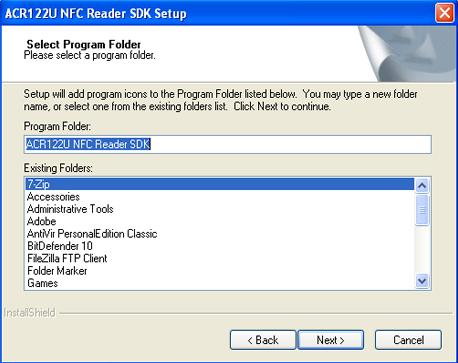 ACR122U NFC Reader SDK Setup
Select Program Folder
Please select a program folder.
Setup will add program icons to the Program Folder listed below.  You may type a new folder
name, or select one from the existing folders list.  Click Next to continue.
Program Folder:
ACR122U NFC Reader SDK
Existing Folders:
7-Zip
Accessories
Administrative Tools
Adobe
AntiVir PersonalEdition Classic
BitDefender 10
FileZilla FTP Client
Folder Marker
Games
InstallShield
< Back
Next >
Cancel